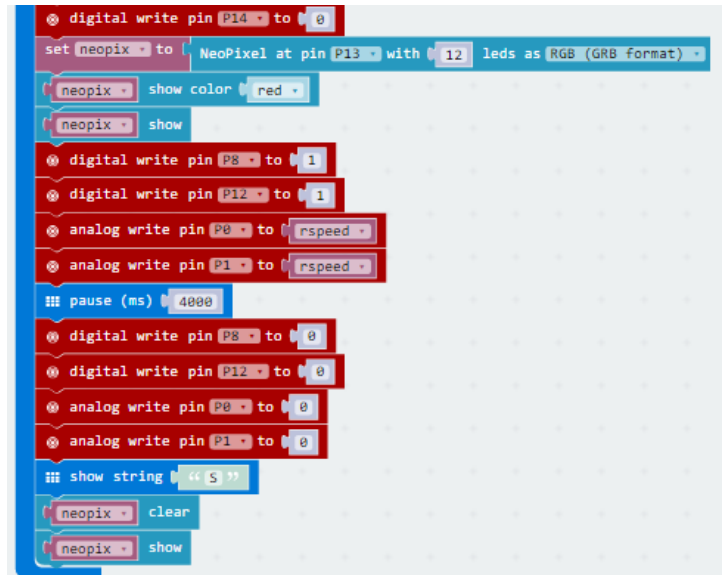 digital write pin P14 to 0
set neopix to NeoPixel at pin P13 with 12 leds as RGB (GRB format)
neopix show color red
neopix show
digital write pin P8 to 1
digital write pin P12 to 1
analog write pin P0 to rspeed
analog write pin P1 to rspeed
pause (ms) 4000
digital write pin P8 to 0
digital write pin P12 to 0
analog write pin P0 to 0
analog write pin P1 to 0
show string “ S ”
neopix clear
neopix show